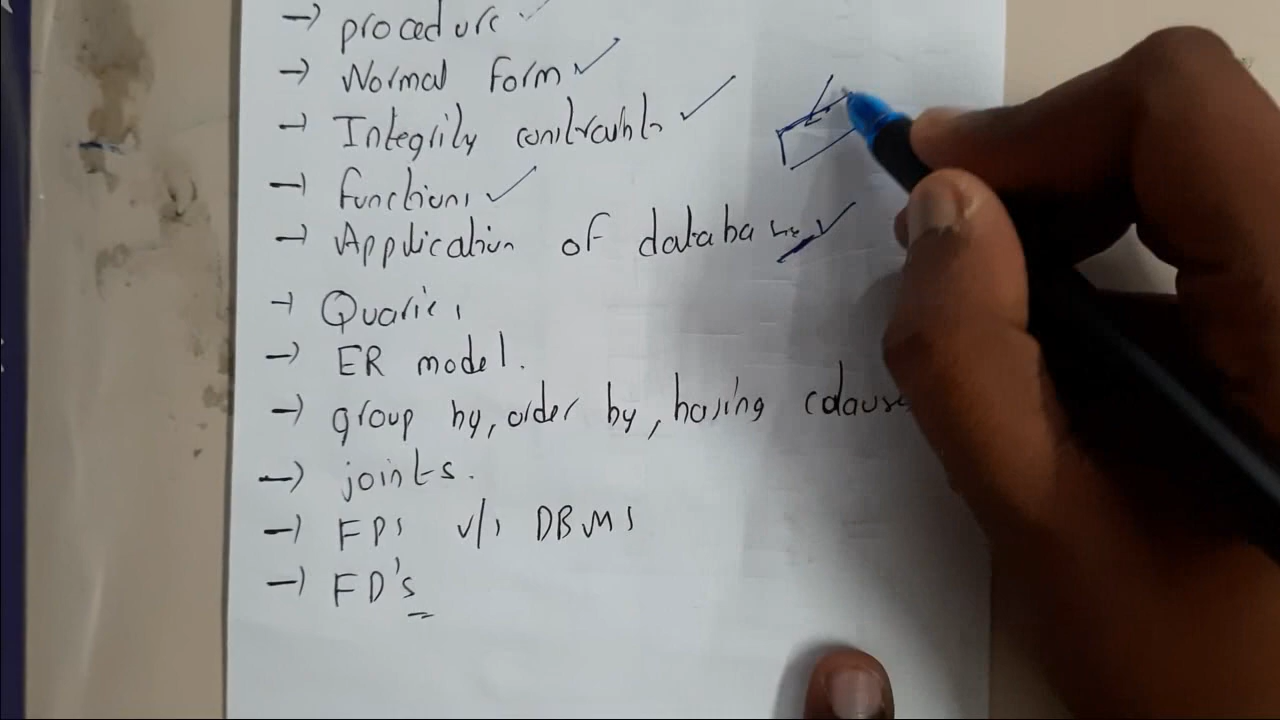 → procedure ✓
→ Normal Form ✓
→ Integrity constraints ✓
→ functions ✓
→ Application of database ✓
→ Quaries
→ ER model.
→ group by, order by, having clause
→ joints.
→ FPS v/s DBMS
→ FD's